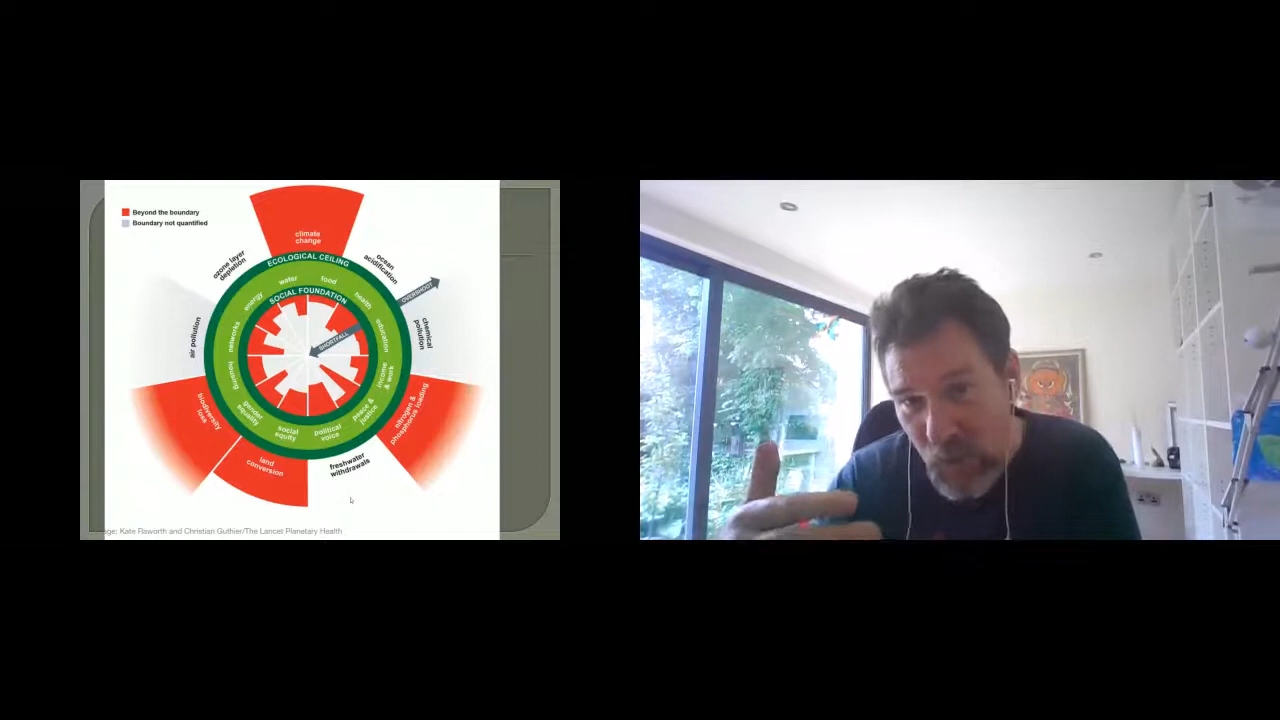 Beyond the boundary
Boundary not quantified
climate
change
ozone layer
depletion
ocean
acidification
ECOLOGICAL CEILING
water
food
energy
health
SOCIAL FOUNDATION
OVERSHOOT
SHORTFALL
air pollution
networks
education
chemical
pollution
housing
income
& work
biodiversity
loss
gender
equality
peace &
justice
nitrogen &
phosphorus loading
social
equity
political
voice
land
conversion
freshwater
withdrawals
age: Kate Raworth and Christian Guthier/The Lancet Planetary Health